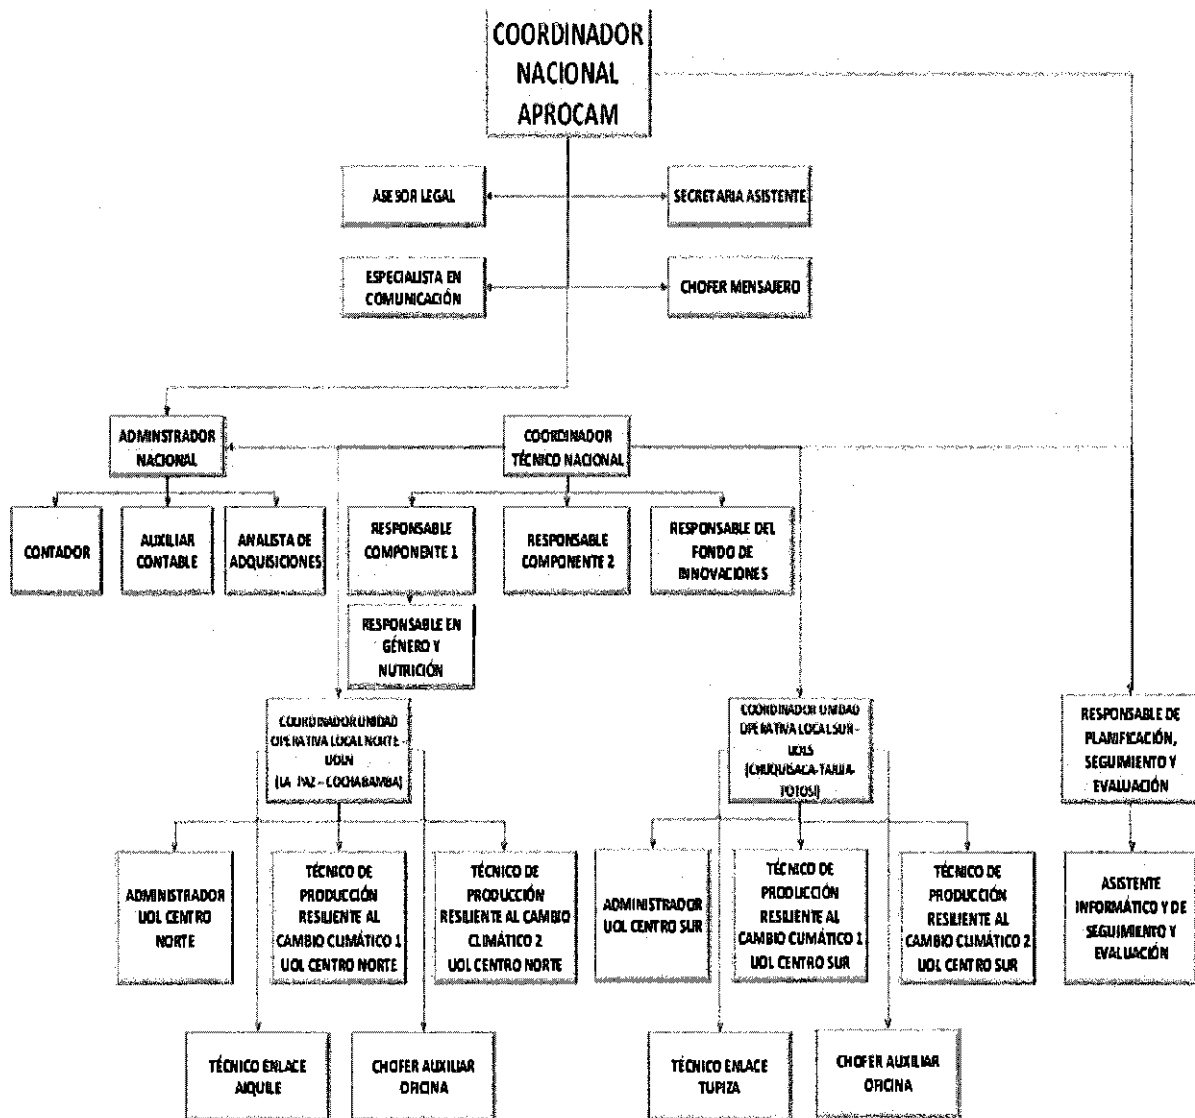 COORDINADOR
NACIONAL
APROCAM
ASESOR LEGAL
SECRETARIA ASISTENTE
ESPECIALISTA EN
COMUNICACIÓN
CHOFER MENSAJERO
ADMINSTRADOR
NACIONAL
COORDINADOR
TÉCNICO NACIONAL
CONTADOR
AUXILIAR
CONTABLE
ANALISTA DE
ADQUISICIONES
RESPONSABLE
COMPONENTE 1
RESPONSABLE
COMPONENTE 2
RESPONSABLE DEL
FONDO DE
INNOVACIONES
RESPONSABLE EN
GÉNERO Y
NUTRICIÓN
COORDINADOR UNIDAD
OPERATIVA LOCAL NORTE -
UOLN
(LA PAZ - COCHABAMBA)
COORDINADOR UNIDAD
OPERATIVA LOCAL SUR -
UOLS
(CHUQUISACA-TARIJA-
POTOSI)
RESPONSABLE DE
PLANIFICACIÓN,
SEGUIMIENTO Y
EVALUACIÓN
ADMINISTRADOR
UOL CENTRO
NORTE
TÉCNICO DE
PRODUCCIÓN
RESILIENTE AL
CAMBIO CLIMÁTICO 1
UOL CENTRO NORTE
TÉCNICO DE
PRODUCCIÓN
RESILIENTE AL CAMBIO
CLIMÁTICO 2
UOL CENTRO NORTE
ADMINISTRADOR
UOL CENTRO SUR
TÉCNICO DE
PRODUCCIÓN
RESILIENTE AL
CAMBIO CLIMÁTICO 1
UOL CENTRO SUR
TÉCNICO DE
PRODUCCIÓN
RESILIENTE AL
CAMBIO CLIMÁTICO 2
UOL CENTRO SUR
ASISTENTE
INFORMÁTICO Y DE
SEGUIMIENTO Y
EVALUACIÓN
TÉCNICO ENLACE
AIQUILE
CHOFER AUXILIAR
OFICINA
TÉCNICO ENLACE
TUPIZA
CHOFER AUXILIAR
OFICINA